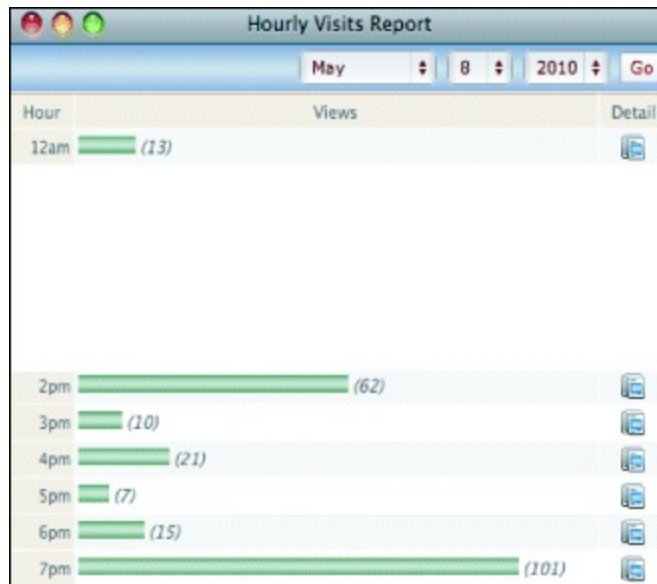 Hourly Visits Report
May 8 2010 Go
Hour Views Detail
12am (13)
2pm (62)
3pm (10)
4pm (21)
5pm (7)
6pm (15)
7pm (101)